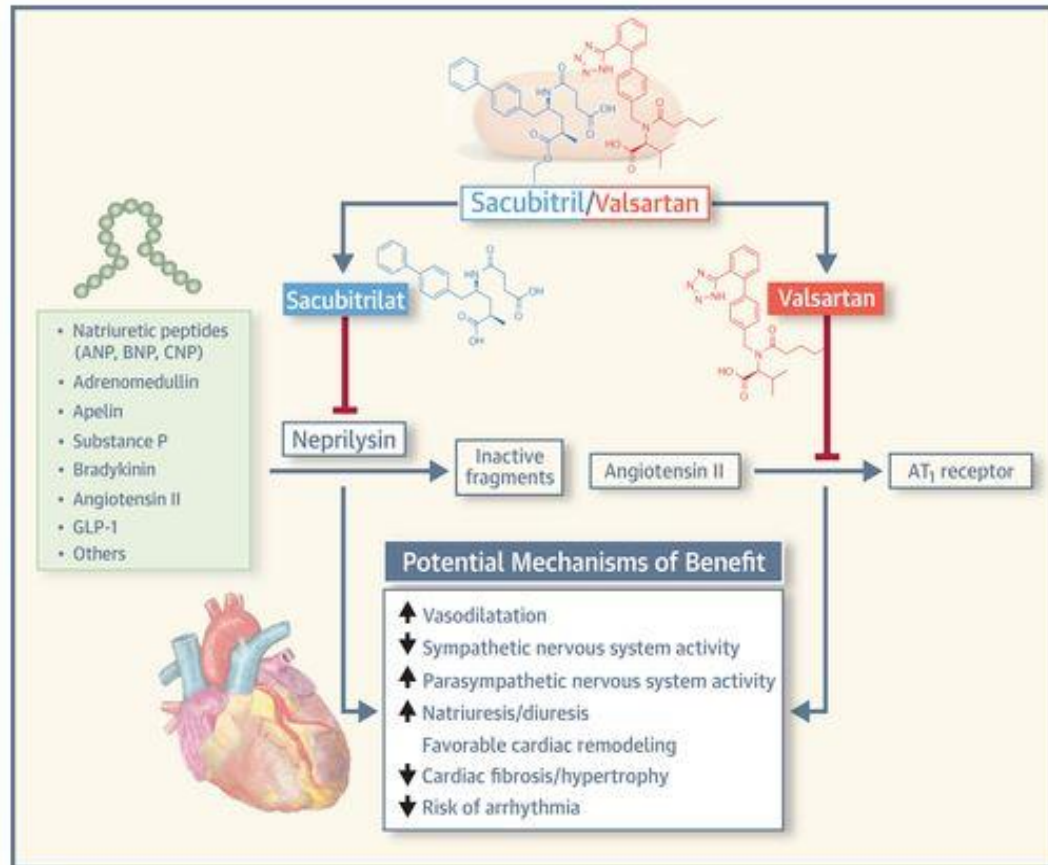 Sacubitril/Valsartan
Sacubitrilat
Valsartan
• Natriuretic peptides
(ANP, BNP, CNP)
• Adrenomedullin
• Apelin
• Substance P
• Bradykinin
• Angiotensin II
• GLP-1
• Others
Neprilysin
Inactive
fragments
Angiotensin II
AT₁ receptor
Potential Mechanisms of Benefit
Vasodilatation
Sympathetic nervous system activity
Parasympathetic nervous system activity
Natriuresis/diuresis
Favorable cardiac remodeling
Cardiac fibrosis/hypertrophy
Risk of arrhythmia